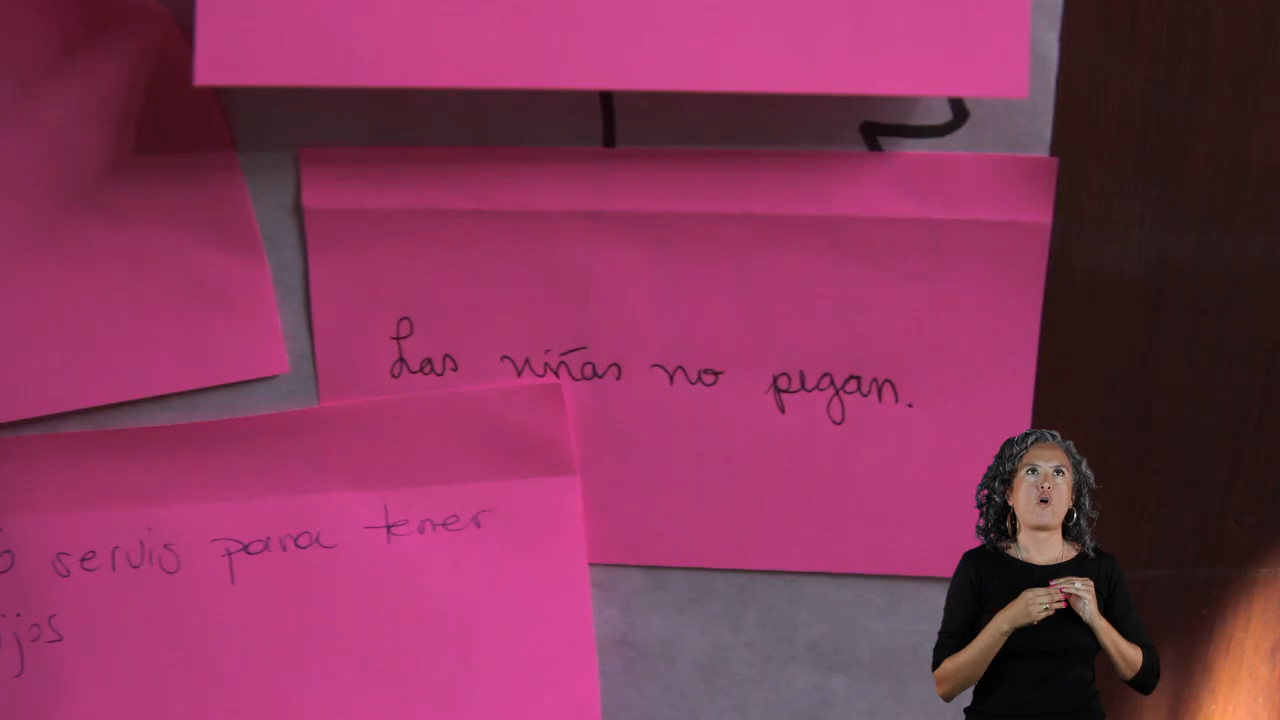 Las niñas no pegan.
servis para tener
ijos